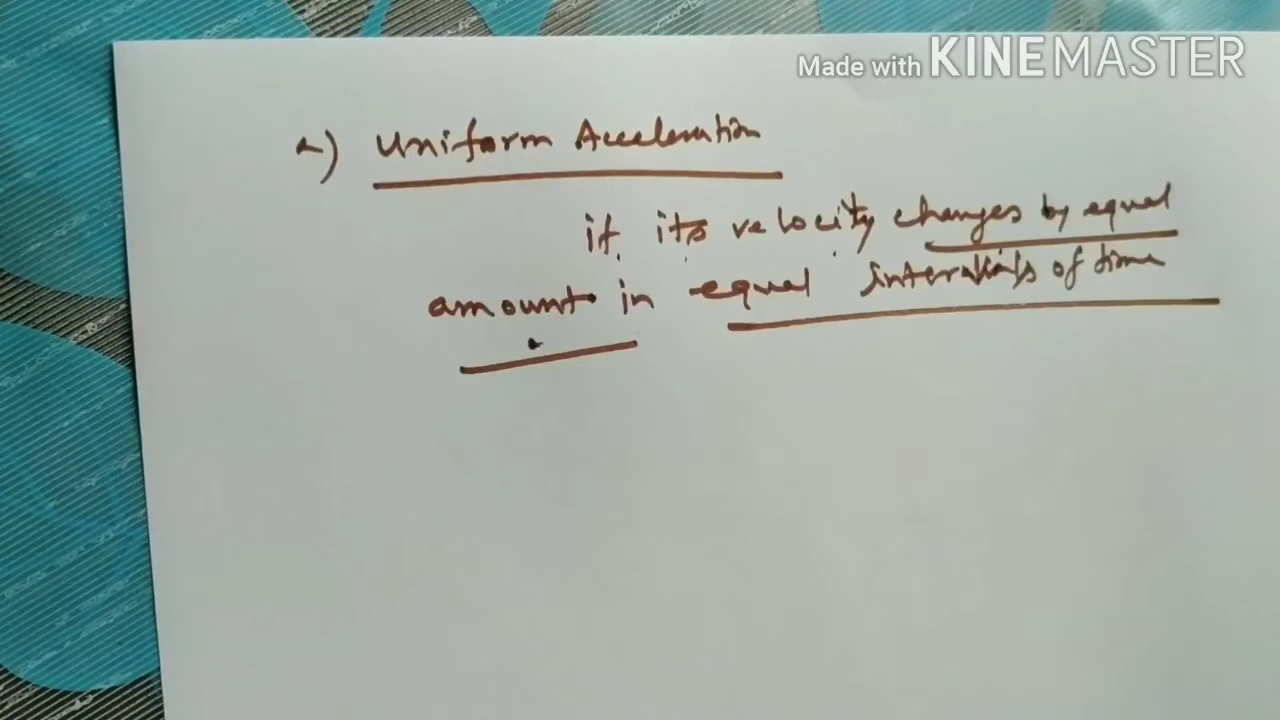 Made with KINEMASTER
a) Uniform Acceleration
if its velocity changes by equal
amount in equal intervals of time